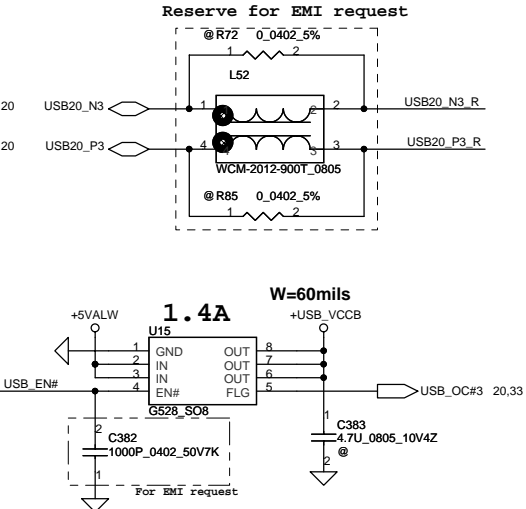 Reserve for EMI request
@ R72 0_0402_5%
1 2
L52
20 USB20_N3 1 2 2 USB20_N3_R
20 USB20_P3 4 3 3 USB20_P3_R
WCM-2012-900T_0805
@ R85 0_0402_5%
1 2
W=60mils
+5VALW 1.4A +USB_VCCB
U15
1 GND OUT 8
2 IN OUT 7
3 IN OUT 6
USB_EN# 4 EN# FLG 5 USB_OC#3 20,33
G528_SO8
2 C382
1000P_0402_50V7K
1
For EMI request
1 C383
4.7U_0805_10V4Z
@
2